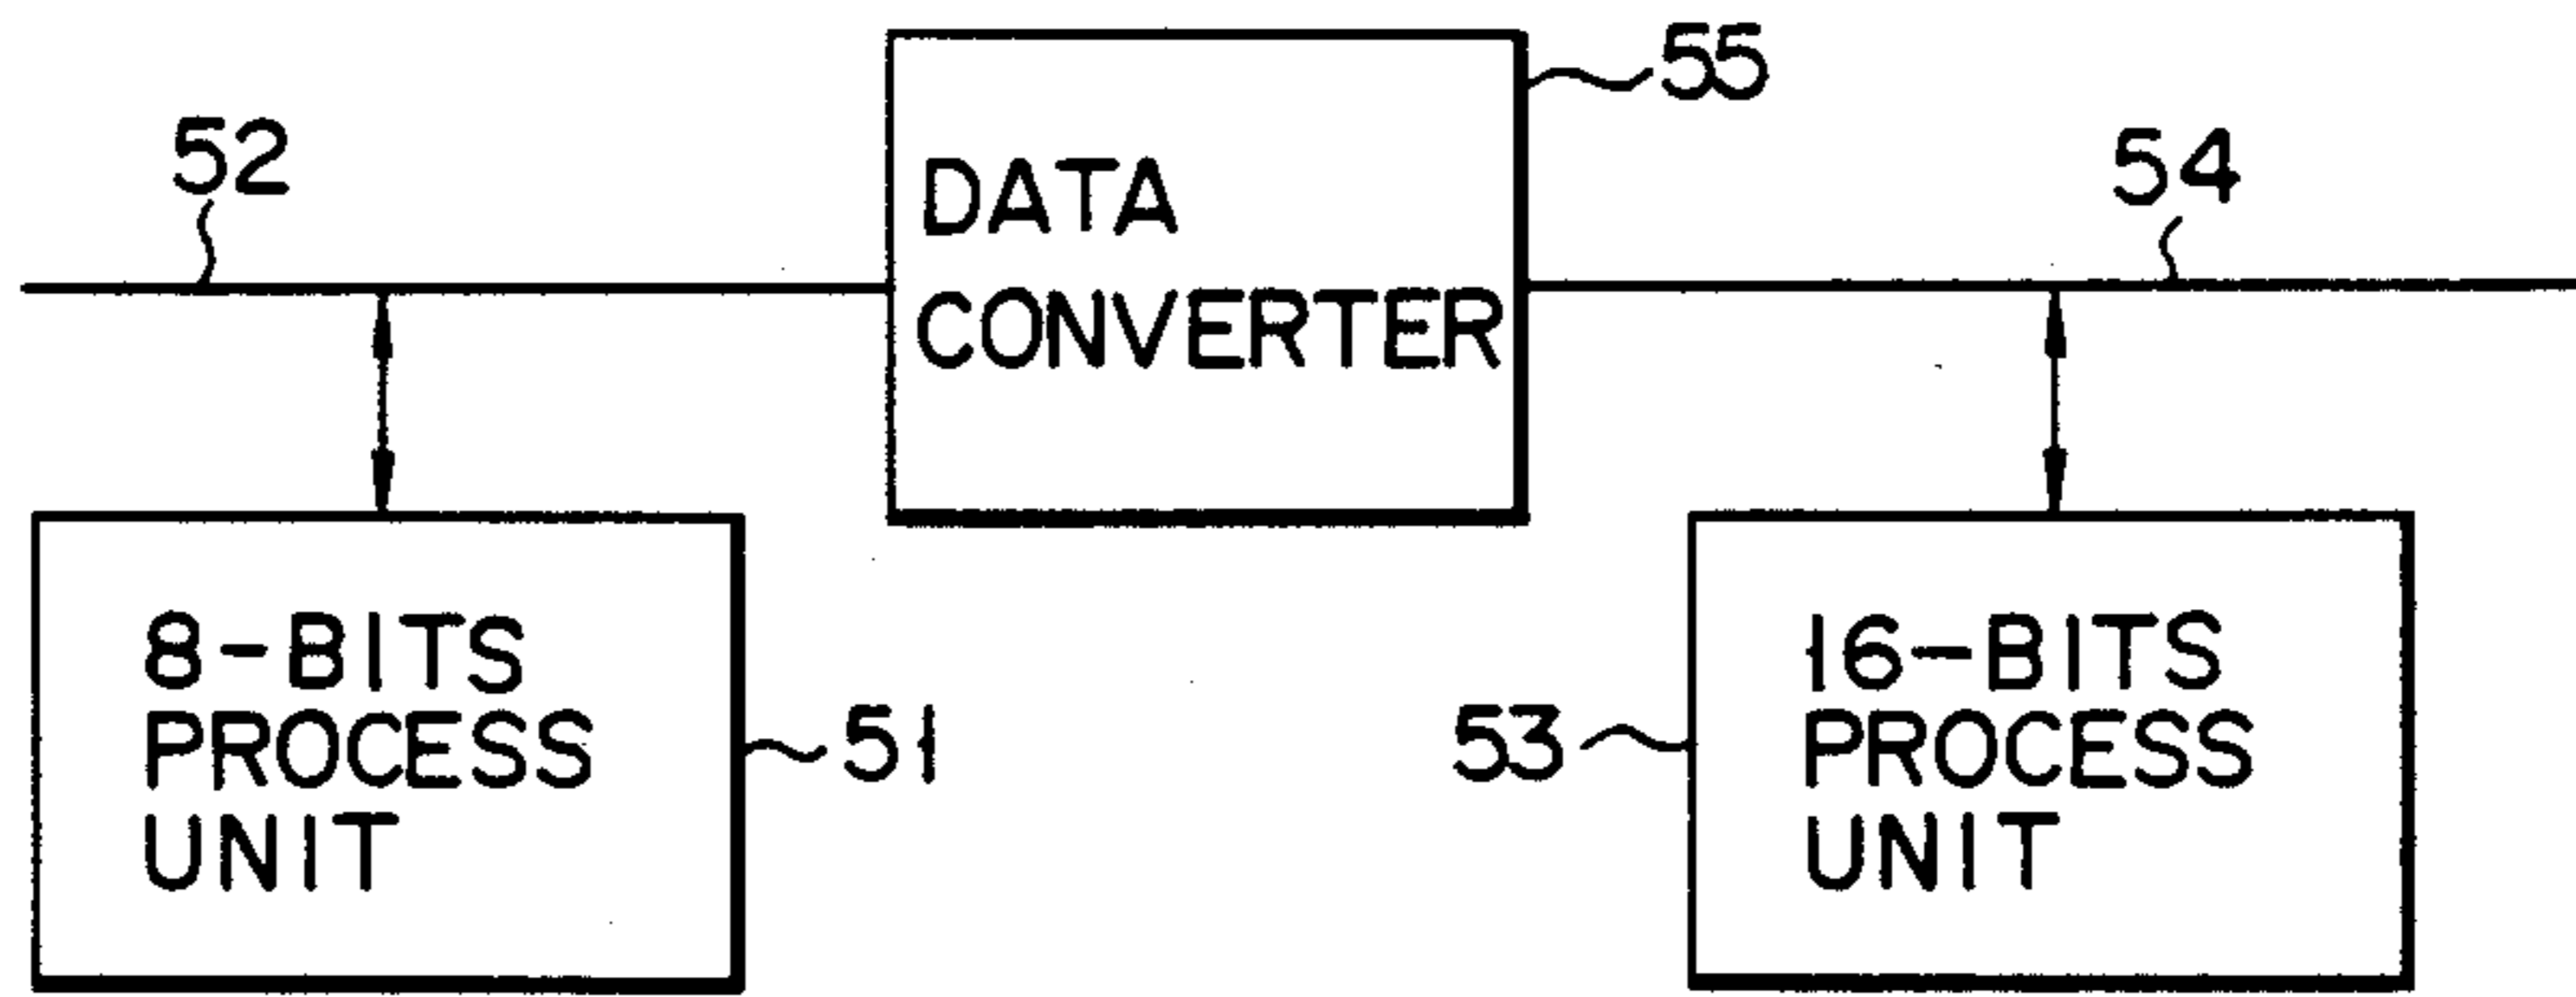 55
52
54
DATA
CONVERTER
8-BITS
PROCESS
UNIT
51
53
16-BITS
PROCESS
UNIT